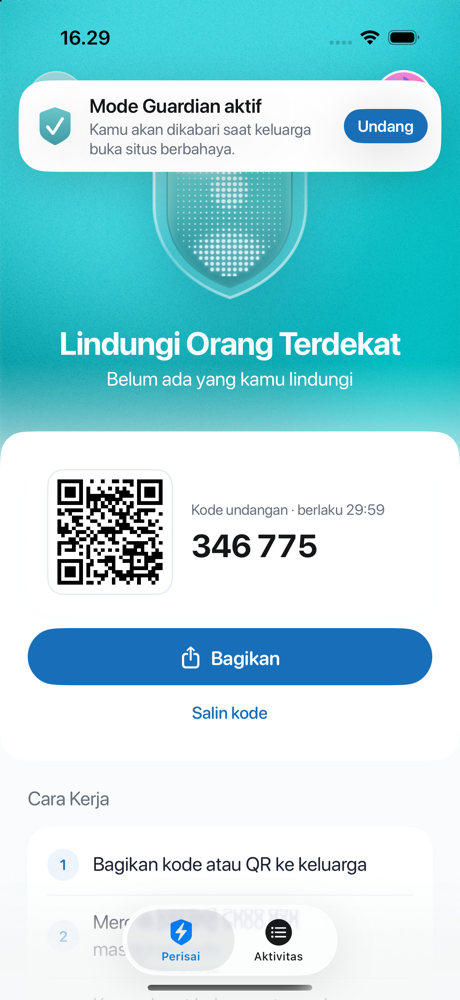 16.29
Mode Guardian aktif
Kamu akan dikabari saat keluarga
buka situs berbahaya.
Undang
Lindungi Orang Terdekat
Belum ada yang kamu lindungi
Kode undangan · berlaku 29:59
346 775
Bagikan
Salin kode
Cara Kerja
1
Bagikan kode atau QR ke keluarga
2
Perisai
Aktivitas